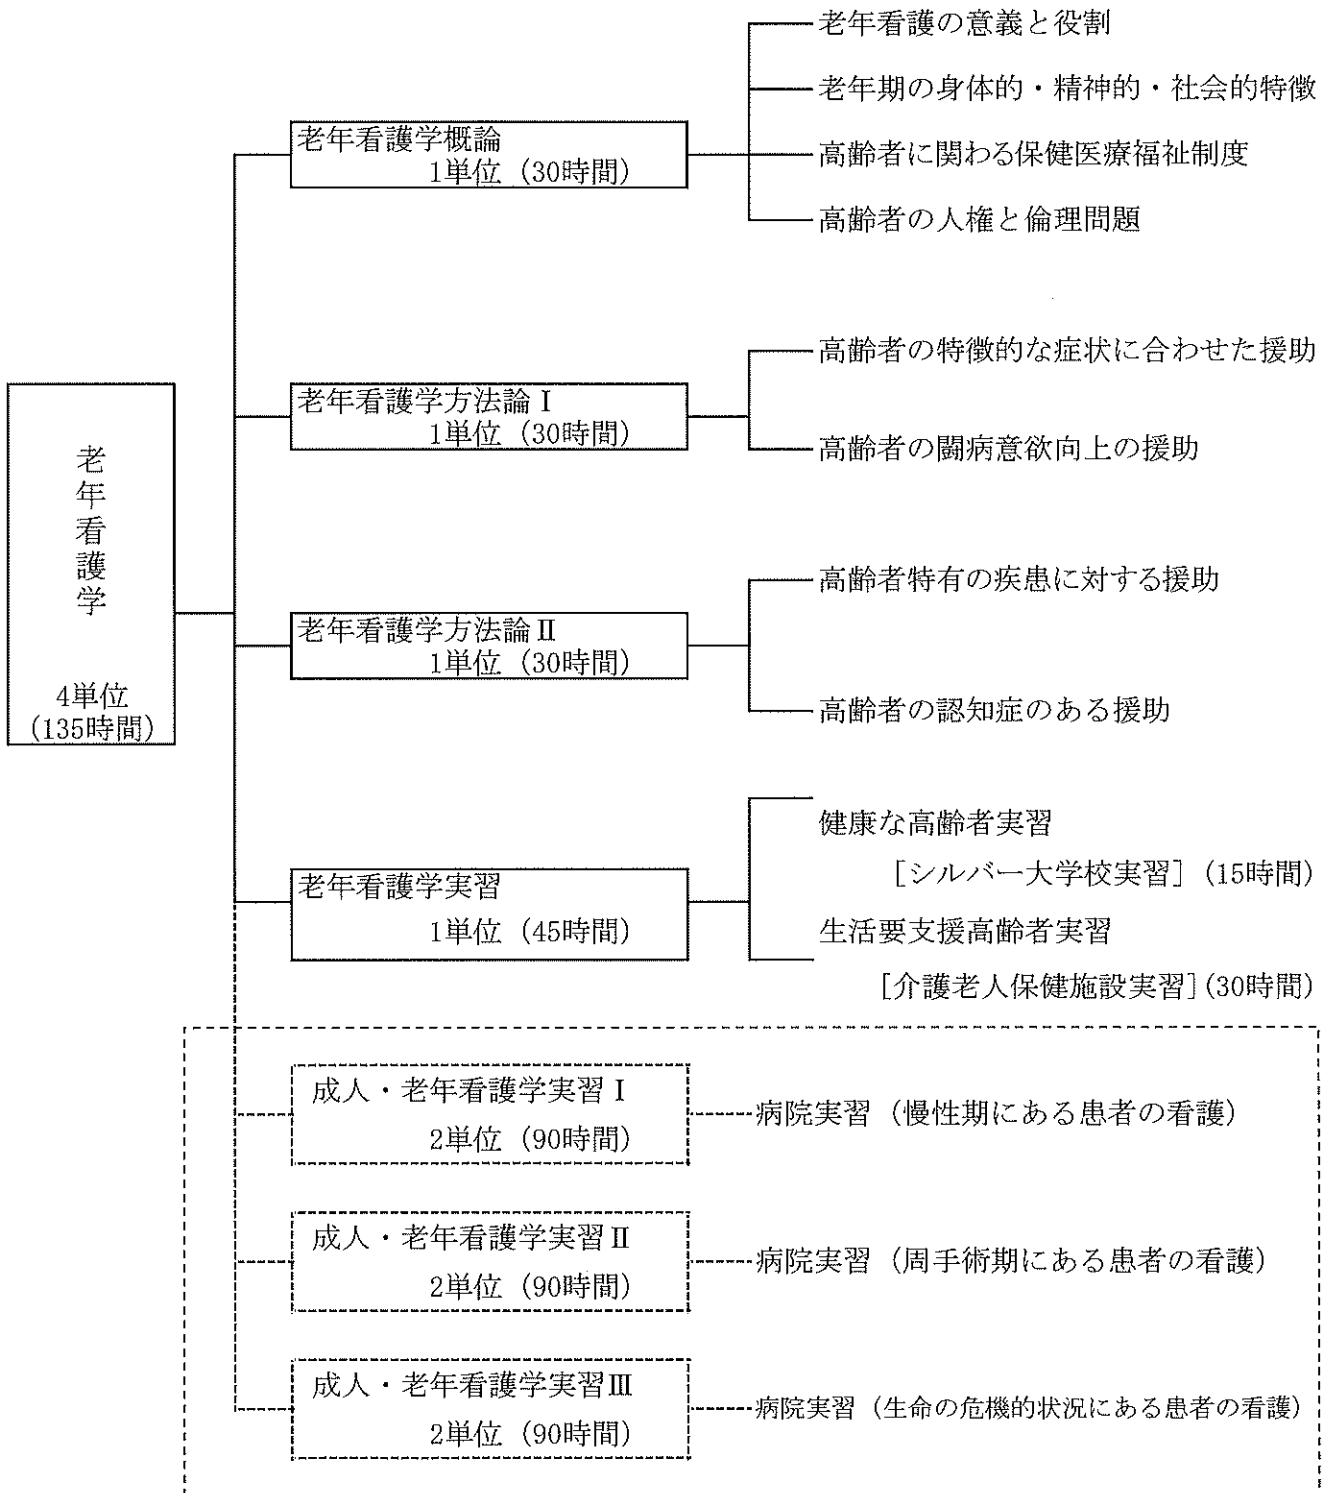 老年看護学
4単位
(135時間)
老年看護学概論
1単位 (30時間)
老年看護の意義と役割
老年期の身体的・精神的・社会的特徴
高齢者に関わる保健医療福祉制度
高齢者の人権と倫理問題
老年看護学方法論Ⅰ
1単位 (30時間)
高齢者の特徴的な症状に合わせた援助
高齢者の闘病意欲向上の援助
老年看護学方法論Ⅱ
1単位 (30時間)
高齢者特有の疾患に対する援助
高齢者の認知症のある援助
老年看護学実習
1単位 (45時間)
健康な高齢者実習
[シルバー大学校実習] (15時間)
生活要支援高齢者実習
[介護老人保健施設実習] (30時間)
成人・老年看護学実習Ⅰ
2単位 (90時間)
病院実習 (慢性期にある患者の看護)
成人・老年看護学実習Ⅱ
2単位 (90時間)
病院実習 (周手術期にある患者の看護)
成人・老年看護学実習Ⅲ
2単位 (90時間)
病院実習 (生命の危機的状況にある患者の看護)